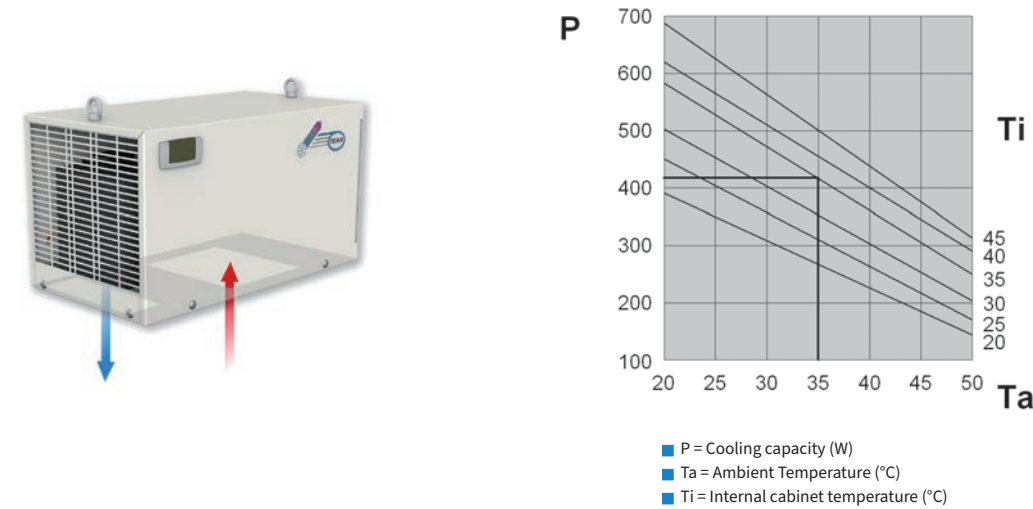 P
700
600
500
400
300
200
100
20 25 30 35 40 45 50
Ta
Ti
45
40
35
30
25
20
P = Cooling capacity (W)
Ta = Ambient Temperature (°C)
Ti = Internal cabinet temperature (°C)